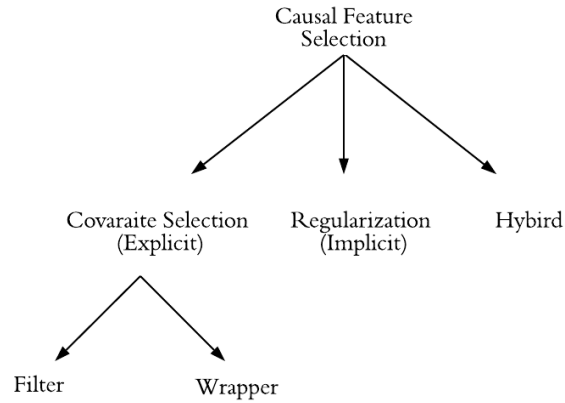 Causal Feature
Selection
Covaraite Selection
(Explicit)
Regularization
(Implicit)
Hybird
Filter
Wrapper